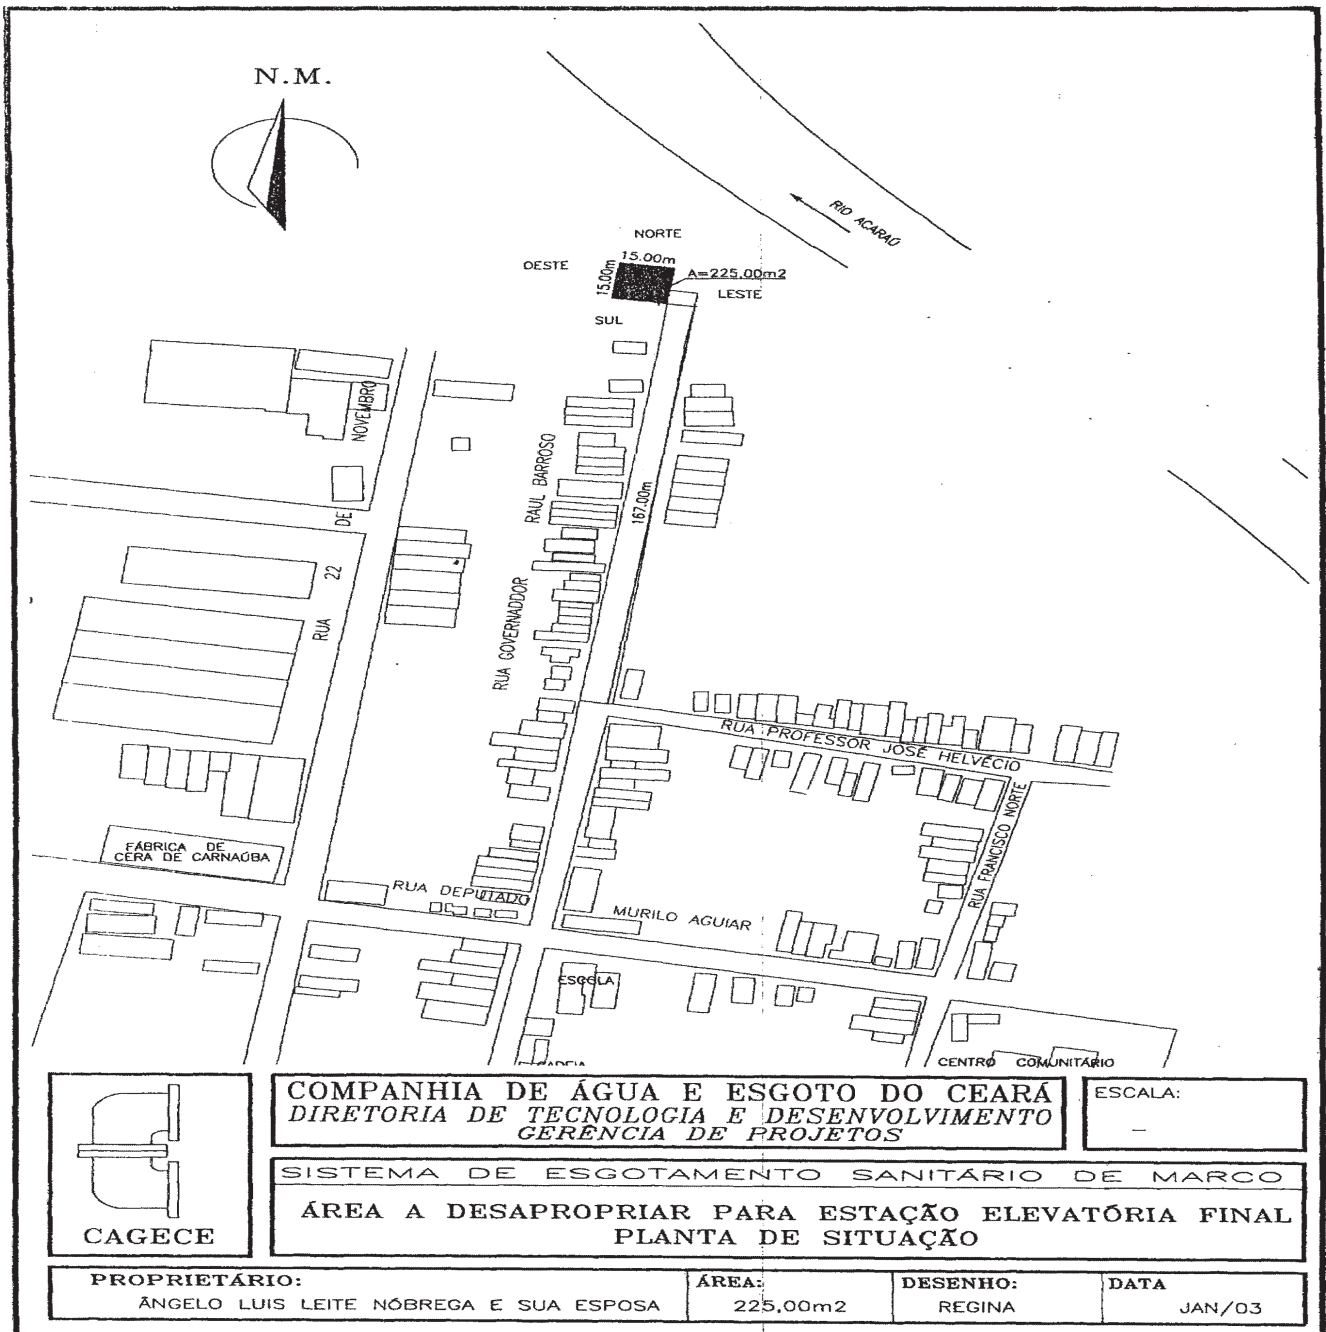 N.M.
RIO ACARAÚ
NORTE
OESTE
15.00m
15.00m
A=225,00m2
LESTE
SUL
RUA 22 DE NOVEMBRO
RUA GOVERNADDOR RAUL BARROSO
167.00m
RUA PROFESSOR JOSÉ HELVÉCIO
RUA FRANCISCO NORTE
FÁBRICA DE
CERA DE CARNAÚBA
RUA DEPUTADO MURILO AGUIAR
ESCOLA
CENTRO COMUNITÁRIO
COMPANHIA DE ÁGUA E ESGOTO DO CEARÁ
DIRETORIA DE TECNOLOGIA E DESENVOLVIMENTO
GERÊNCIA DE PROJETOS
ESCALA:
–
CAGECE
SISTEMA DE ESGOTAMENTO SANITÁRIO DE MARCO
ÁREA A DESAPROPRIAR PARA ESTAÇÃO ELEVATÓRIA FINAL
PLANTA DE SITUAÇÃO
PROPRIETÁRIO:
ÂNGELO LUIS LEITE NÓBREGA E SUA ESPOSA
ÁREA:
225,00m2
DESENHO:
REGINA
DATA
JAN/03